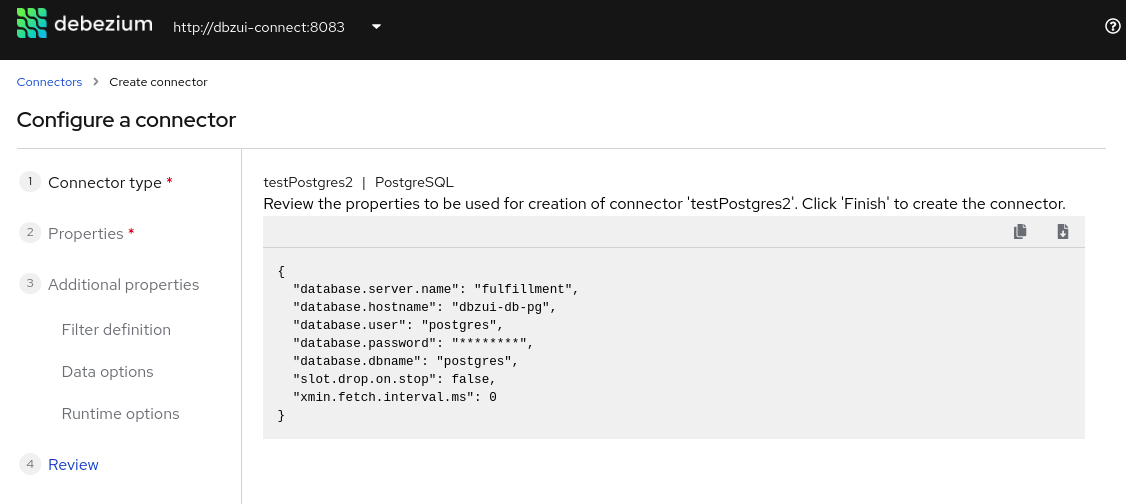 debezium http://dbzui-connect:8083
Connectors > Create connector
Configure a connector
1 Connector type *
2 Properties *
3 Additional properties
Filter definition
Data options
Runtime options
4 Review
testPostgres2 | PostgreSQL
Review the properties to be used for creation of connector 'testPostgres2'. Click 'Finish' to create the connector.
{
"database.server.name": "fulfillment",
"database.hostname": "dbzui-db-pg",
"database.user": "postgres",
"database.password": "********",
"database.dbname": "postgres",
"slot.drop.on.stop": false,
"xmin.fetch.interval.ms": 0
}